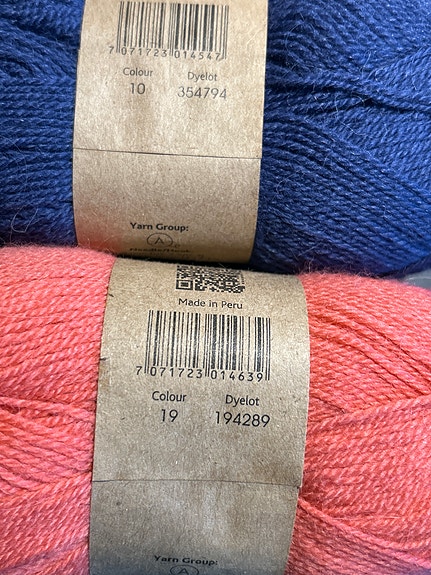 7 071723 014547
Colour Dyelot
10 354794
Yarn Group:
A
Made in Peru
7 071723 014639
Colour Dyelot
19 194289
Yarn Group:
A